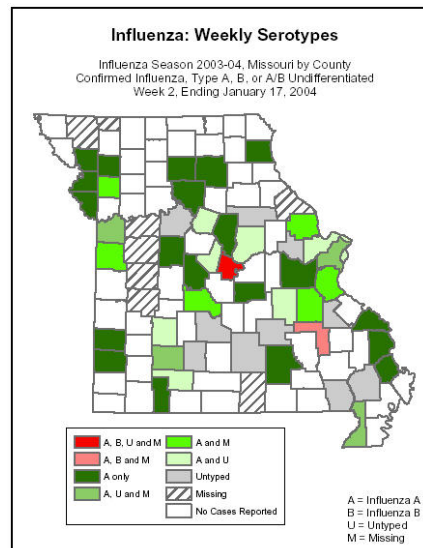 Influenza: Weekly Serotypes
Influenza Season 2003-04, Missouri by County
Confirmed Influenza, Type A, B, or A/B Undifferentiated
Week 2, Ending January 17, 2004
A, B, U and M
A, B and M
A only
A, U and M
A and M
A and U
Untyped
Missing
No Cases Reported
A = Influenza A
B = Influenza B
U = Untyped
M = Missing